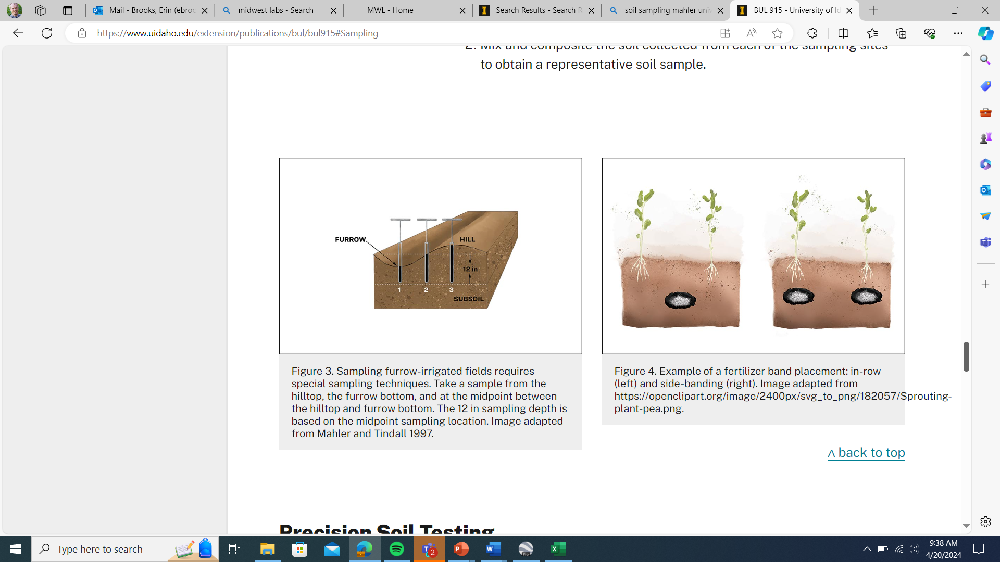 Mail - Brooks, Erin (ebroc
midwest labs - Search
MWL - Home
Search Results - Search R
soil sampling mahler univ
BUL 915 - University of Id
https://www.uidaho.edu/extension/publications/bul/bul915#Sampling
2. Mix and composite the soil collected from each of the sampling sites
to obtain a representative soil sample.
FURROW
HILL
12 in
1 2 3
SUBSOIL
Figure 3. Sampling furrow-irrigated fields requires
special sampling techniques. Take a sample from the
hilltop, the furrow bottom, and at the midpoint between
the hilltop and furrow bottom. The 12 in sampling depth is
based on the midpoint sampling location. Image adapted
from Mahler and Tindall 1997.
Figure 4. Example of a fertilizer band placement: in-row
(left) and side-banding (right). Image adapted from
https://openclipart.org/image/2400px/svg_to_png/182057/Sprouting-
plant-pea.png.
^ back to top
Precision Soil Testing
Type here to search
2
9:38 AM
4/20/2024